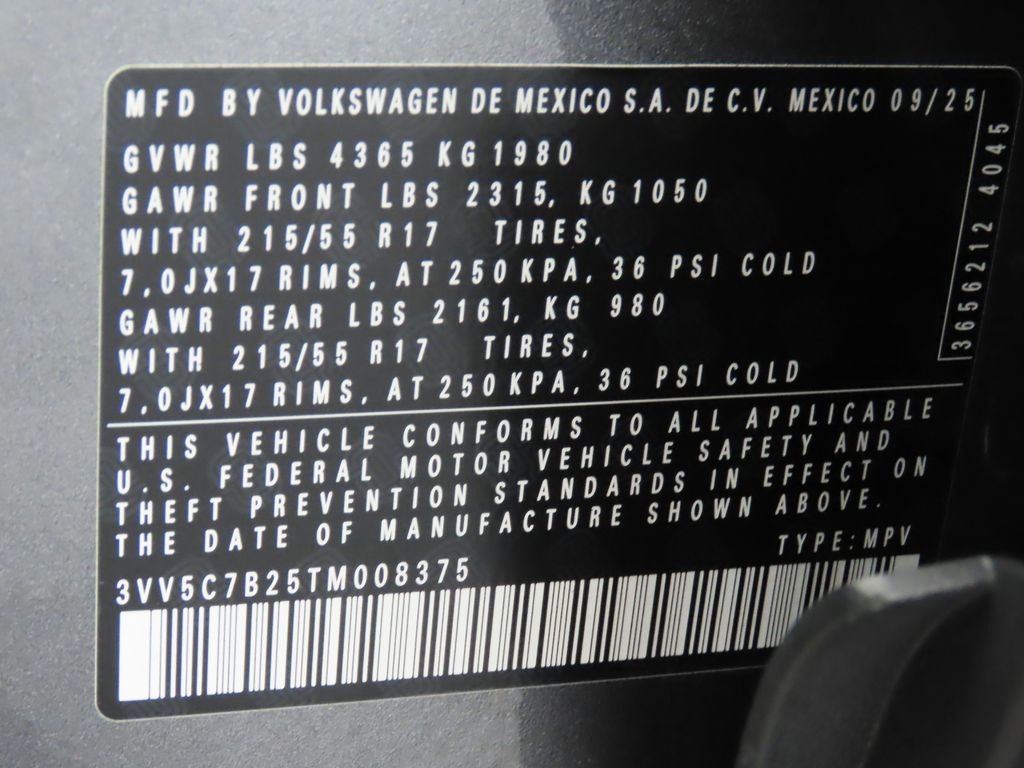 MFD BY VOLKSWAGEN DE MEXICO S.A. DE C.V. MEXICO 09/25
GVWR LBS 4365 KG 1980
GAWR FRONT LBS 2315, KG 1050
WITH 215/55 R17 TIRES,
7,0JX17 RIMS, AT 250 KPA, 36 PSI COLD
GAWR REAR LBS 2161, KG 980
WITH 215/55 R17 TIRES,
7,0JX17 RIMS, AT 250 KPA, 36 PSI COLD
3656212 4045
THIS VEHICLE CONFORMS TO ALL APPLICABLE
U.S. FEDERAL MOTOR VEHICLE SAFETY AND
THEFT PREVENTION STANDARDS IN EFFECT ON
THE DATE OF MANUFACTURE SHOWN ABOVE.
TYPE:MPV
3VV5C7B25TM008375